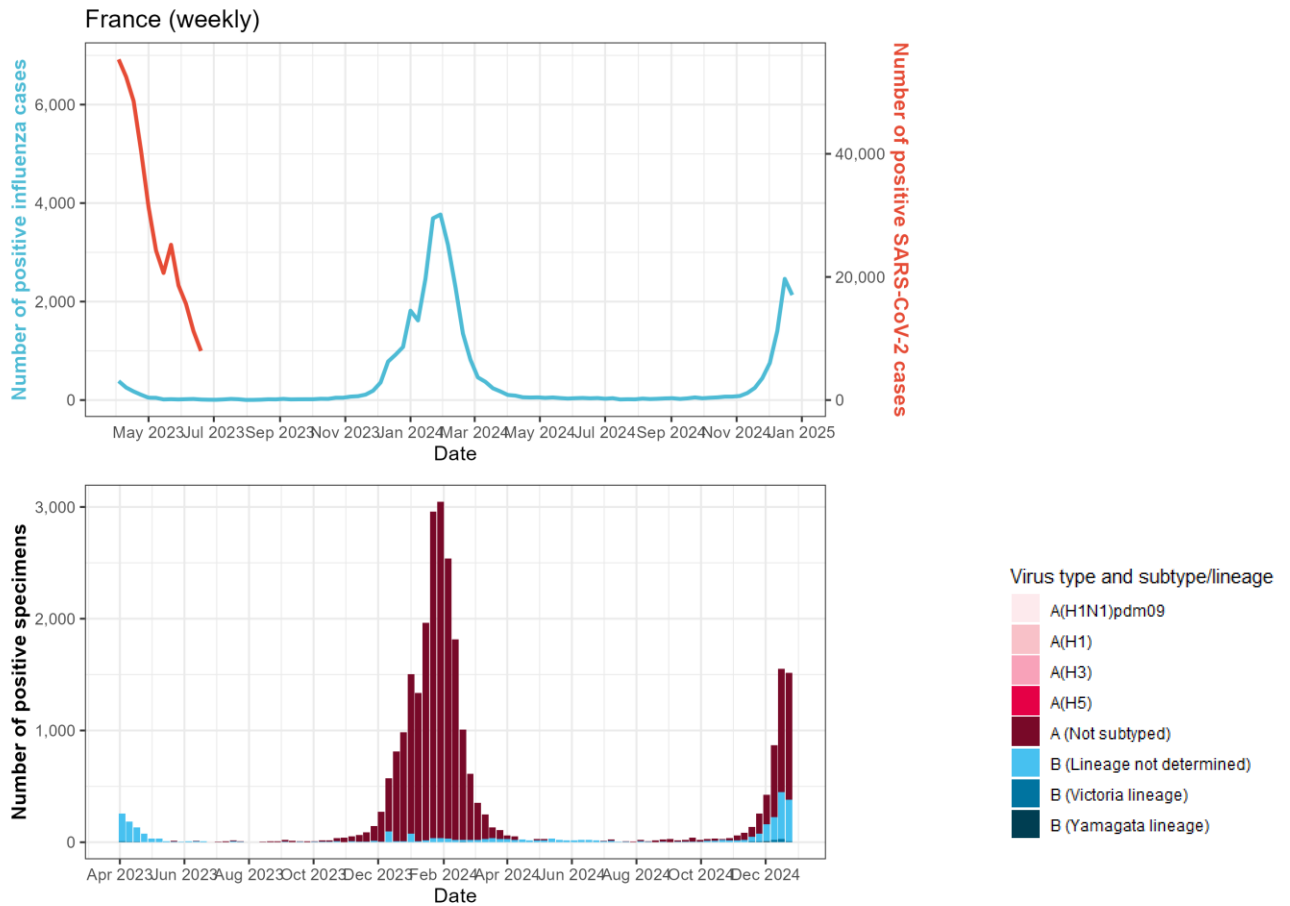 France (weekly)
Number of positive influenza cases
6,000
4,000
2,000
0
Number of positive SARS-CoV-2 cases
40,000
20,000
0
May 2023 Jul 2023 Sep 2023 Nov 2023 Jan 2024 Mar 2024 May 2024 Jul 2024 Sep 2024 Nov 2024 Jan 2025
Date
Number of positive specimens
3,000
2,000
1,000
0
Apr 2023 Jun 2023 Aug 2023 Oct 2023 Dec 2023 Feb 2024 Apr 2024 Jun 2024 Aug 2024 Oct 2024 Dec 2024
Date
Virus type and subtype/lineage
A(H1N1)pdm09
A(H1)
A(H3)
A(H5)
A (Not subtyped)
B (Lineage not determined)
B (Victoria lineage)
B (Yamagata lineage)